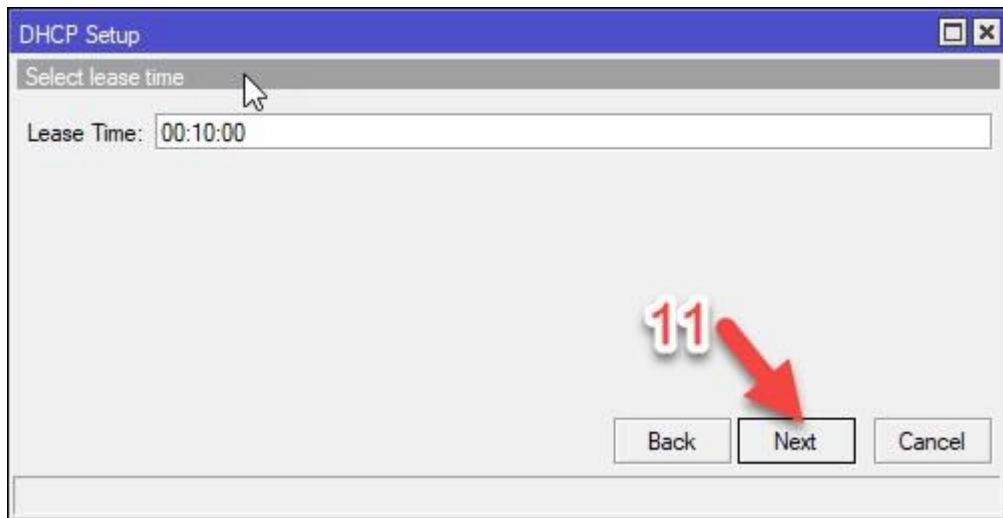 DHCP Setup
Select lease time
Lease Time: 00:10:00
11
Back Next Cancel